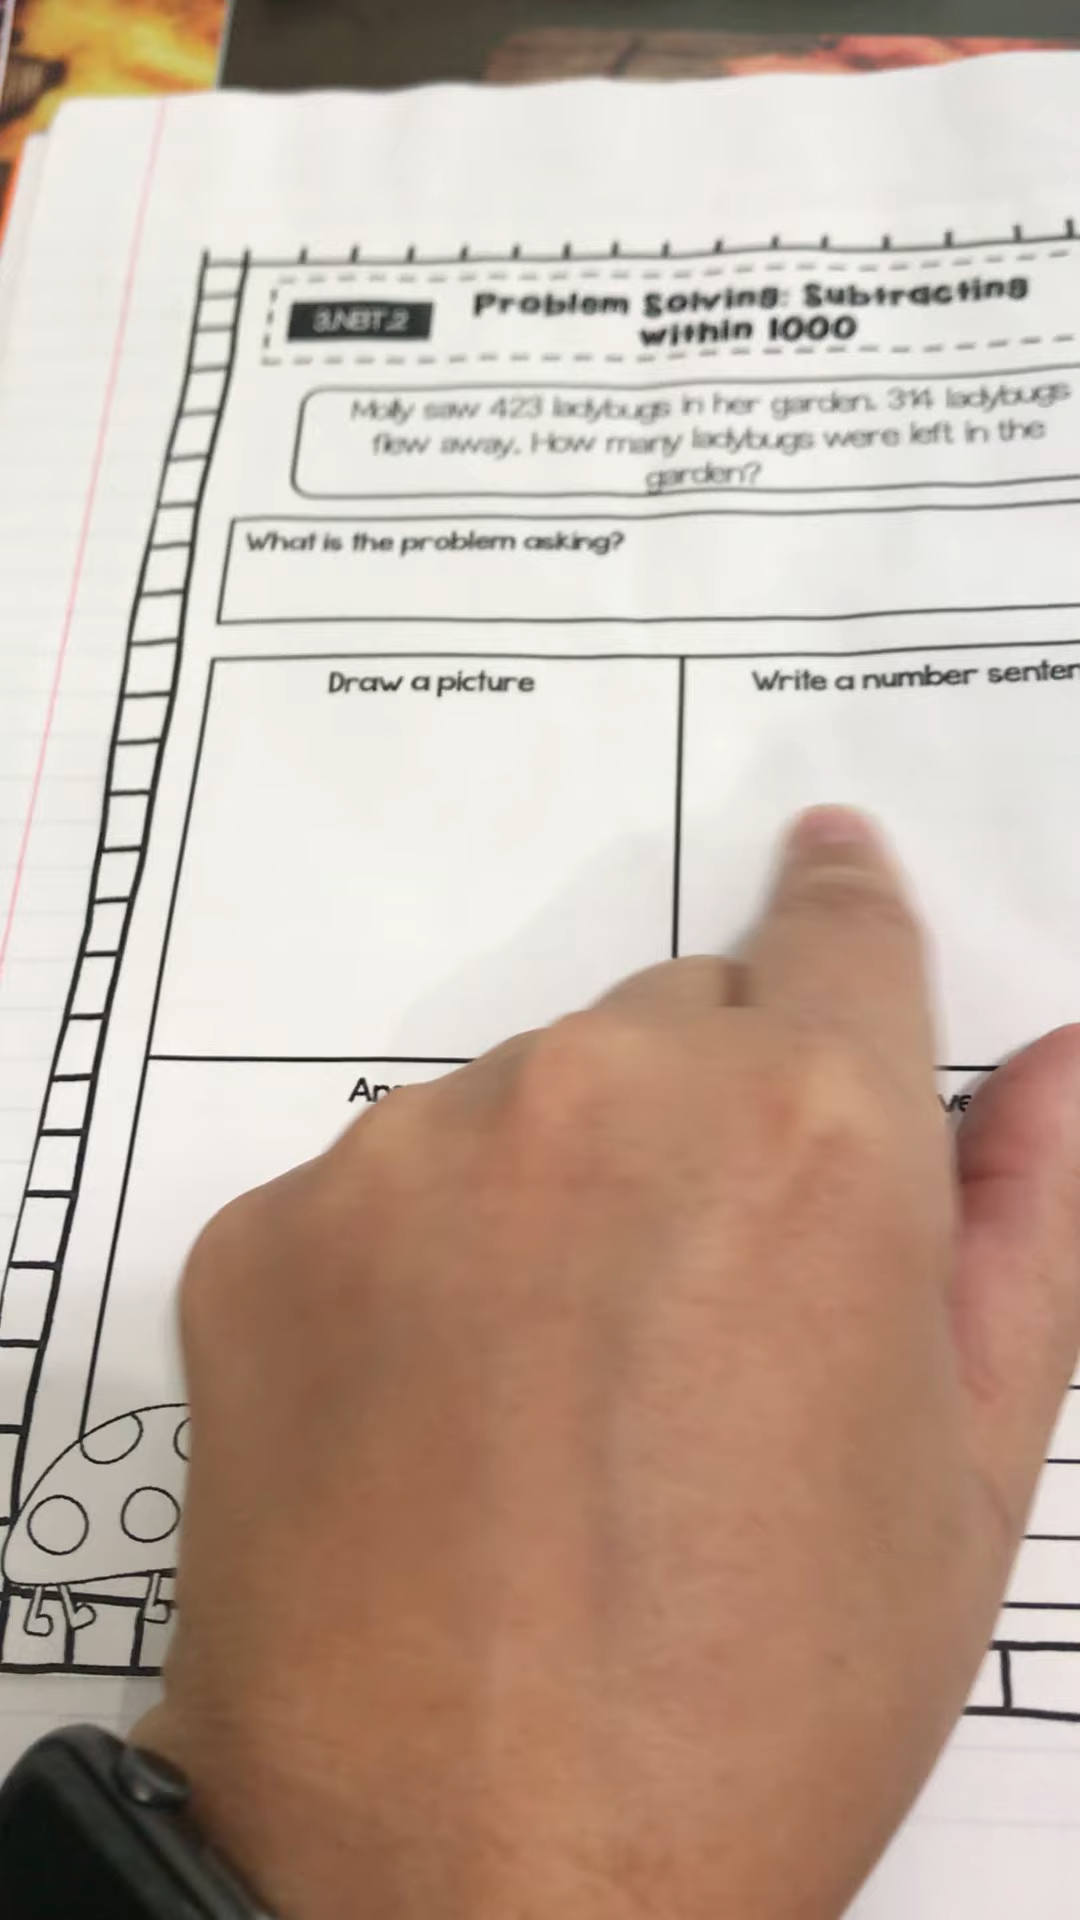 3.NBT.2
Problem Solving: Subtracting
within 1000
Molly saw 423 ladybugs in her garden. 314 ladybugs
flew away. How many ladybugs were left in the
garden?
What is the problem asking?
Draw a picture
Write a number